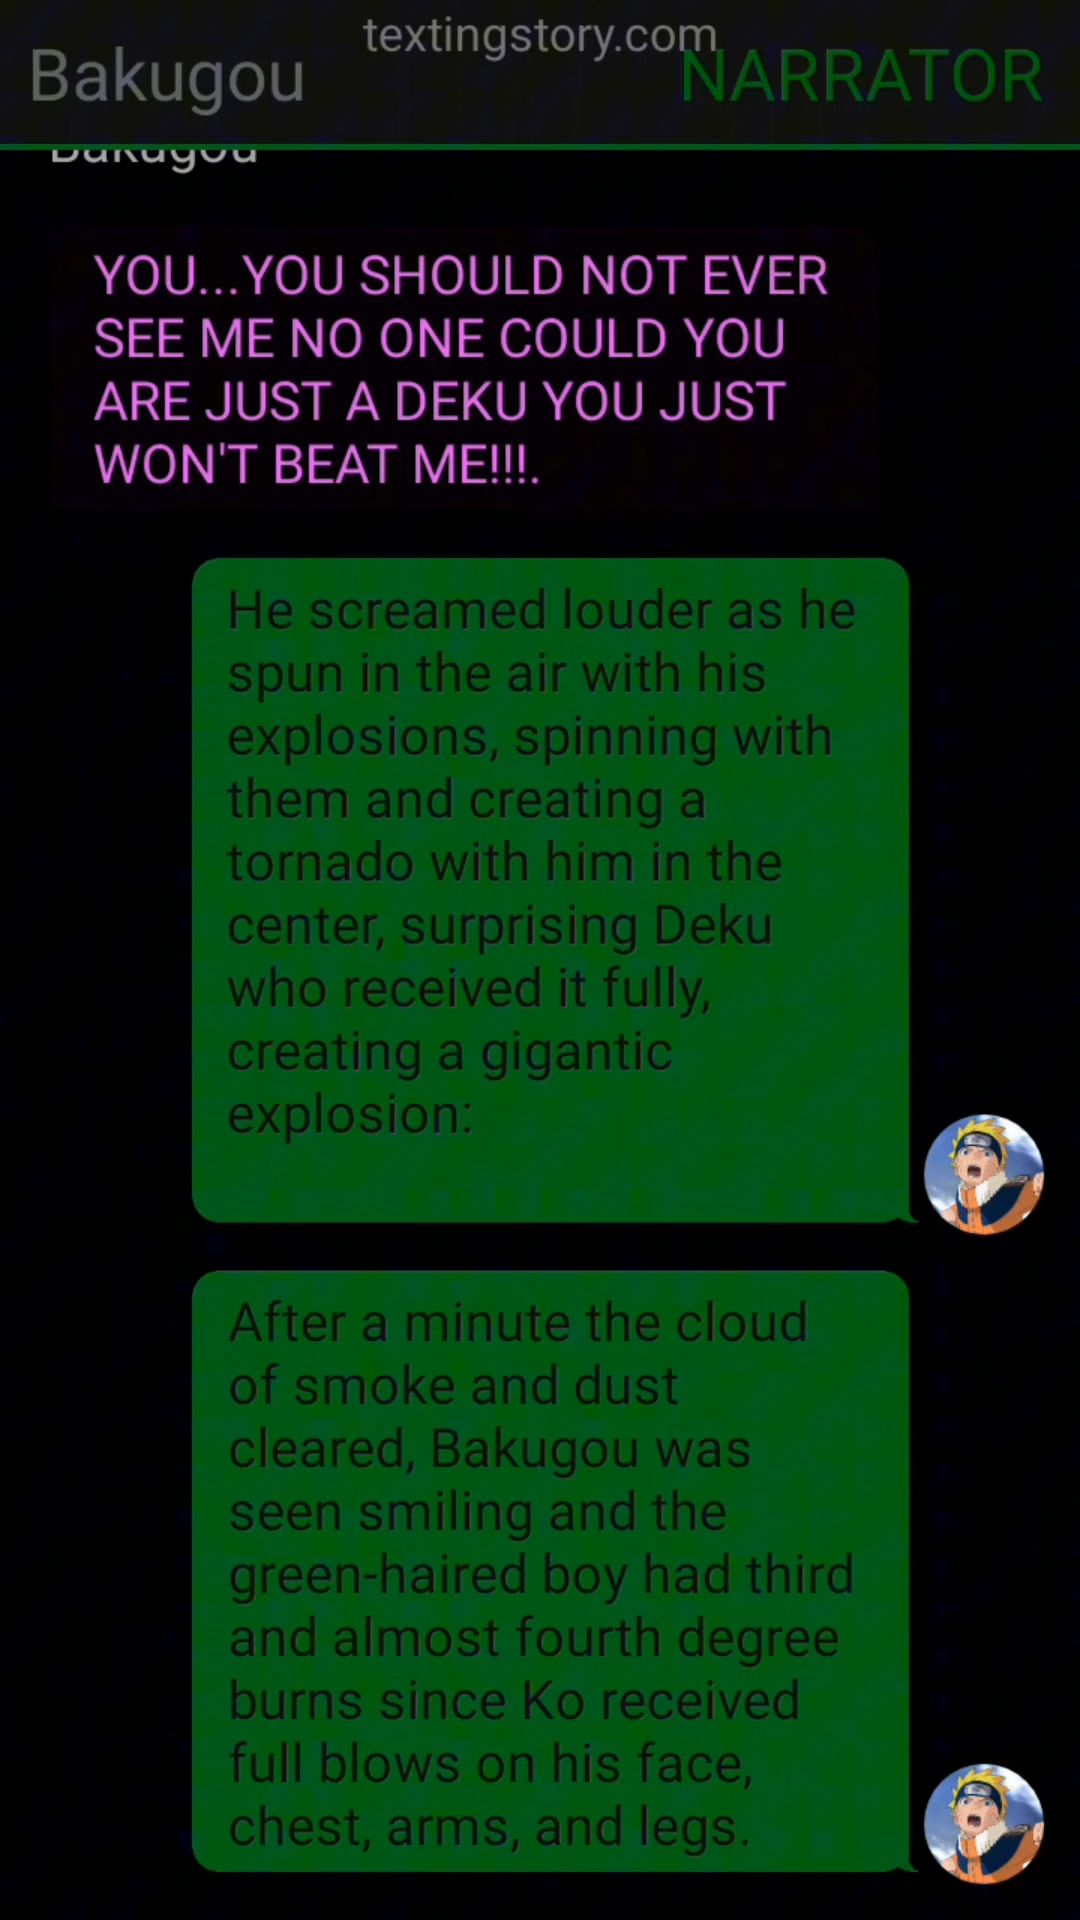 textingstory.com
Bakugou
NARRATOR
Bakugou
YOU...YOU SHOULD NOT EVER
SEE ME NO ONE COULD YOU
ARE JUST A DEKU YOU JUST
WON'T BEAT ME!!!.
He screamed louder as he
spun in the air with his
explosions, spinning with
them and creating a
tornado with him in the
center, surprising Deku
who received it fully,
creating a gigantic
explosion:
After a minute the cloud
of smoke and dust
cleared, Bakugou was
seen smiling and the
green-haired boy had third
and almost fourth degree
burns since Ko received
full blows on his face,
chest, arms, and legs.